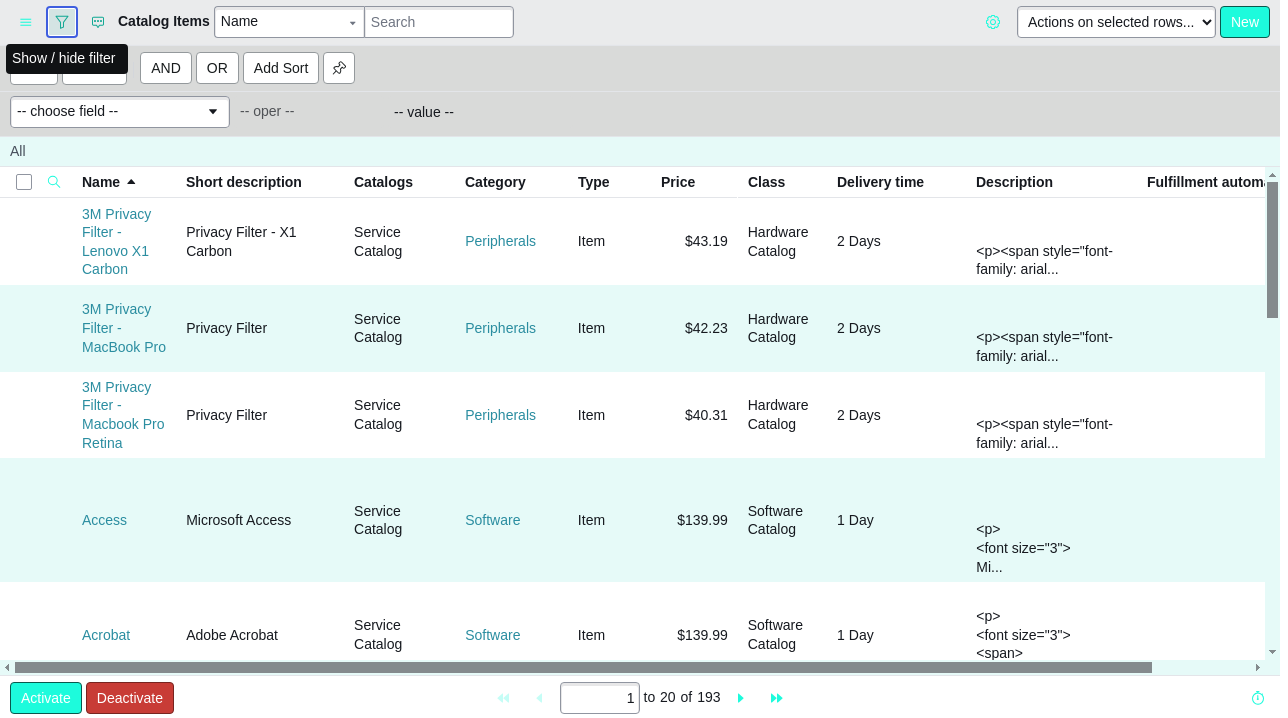 Catalog Items
Name
Search
Actions on selected rows...
New
Show / hide filter
AND
OR
Add Sort
-- choose field --
-- oper --
-- value --
All
Name
Short description
Catalogs
Category
Type
Price
Class
Delivery time
Description
3M Privacy
Filter -
Lenovo X1
Carbon
Privacy Filter - X1
Carbon
Service
Catalog
Peripherals
Item
$43.19
Hardware
Catalog
2 Days
<p><span style="font-
family: arial...
3M Privacy
Filter -
MacBook Pro
Privacy Filter
Service
Catalog
Peripherals
Item
$42.23
Hardware
Catalog
2 Days
<p><span style="font-
family: arial...
3M Privacy
Filter -
Macbook Pro
Retina
Privacy Filter
Service
Catalog
Peripherals
Item
$40.31
Hardware
Catalog
2 Days
<p><span style="font-
family: arial...
Access
Microsoft Access
Service
Catalog
Software
Item
$139.99
Software
Catalog
1 Day
<p>
<font size="3">
Mi...
Acrobat
Adobe Acrobat
Service
Catalog
Software
Item
$139.99
Software
Catalog
1 Day
<p>
<font size="3">
<span>
Activate
Deactivate
1 to 20 of 193
Fulfillment